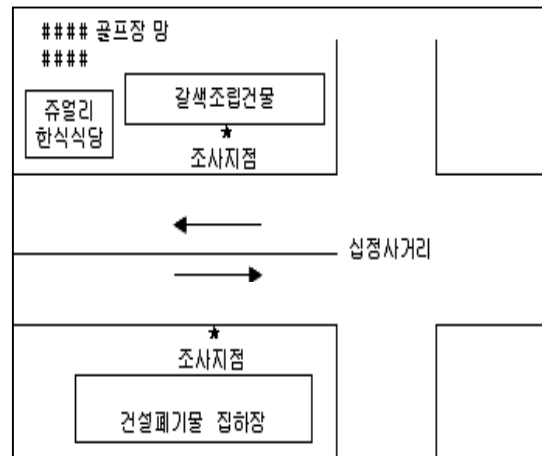 #### 골프장 망
####
갈색조립건물
쥬얼리
한식식당
★
조사지점
십정사거리
★
조사지점
건설폐기물 집하장